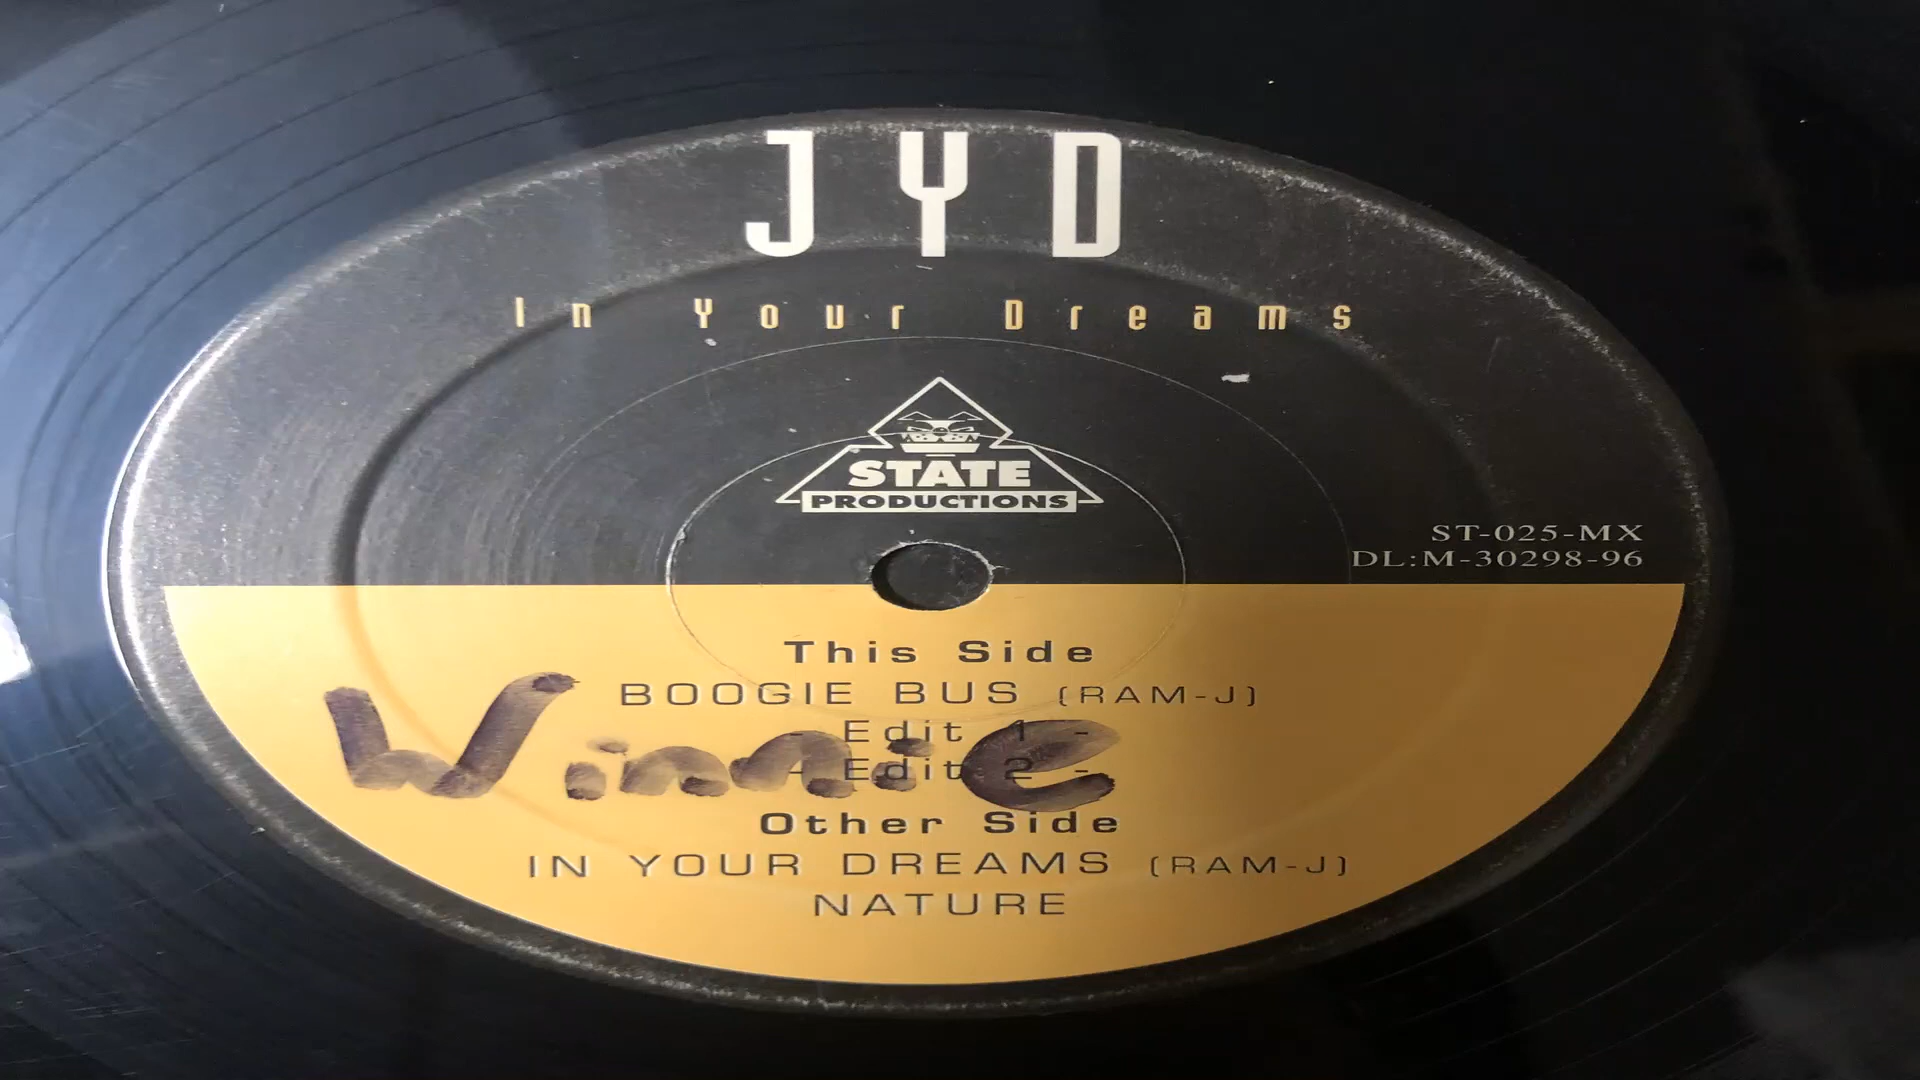 JYD
In Your Dreams
STATE
PRODUCTIONS
ST-025-MX
DL:M-30298-96
This Side
BOOGIE BUS (RAM-J)
- Edit 1 -
- Edit 2 -
Winnie
Other Side
IN YOUR DREAMS (RAM-J)
NATURE